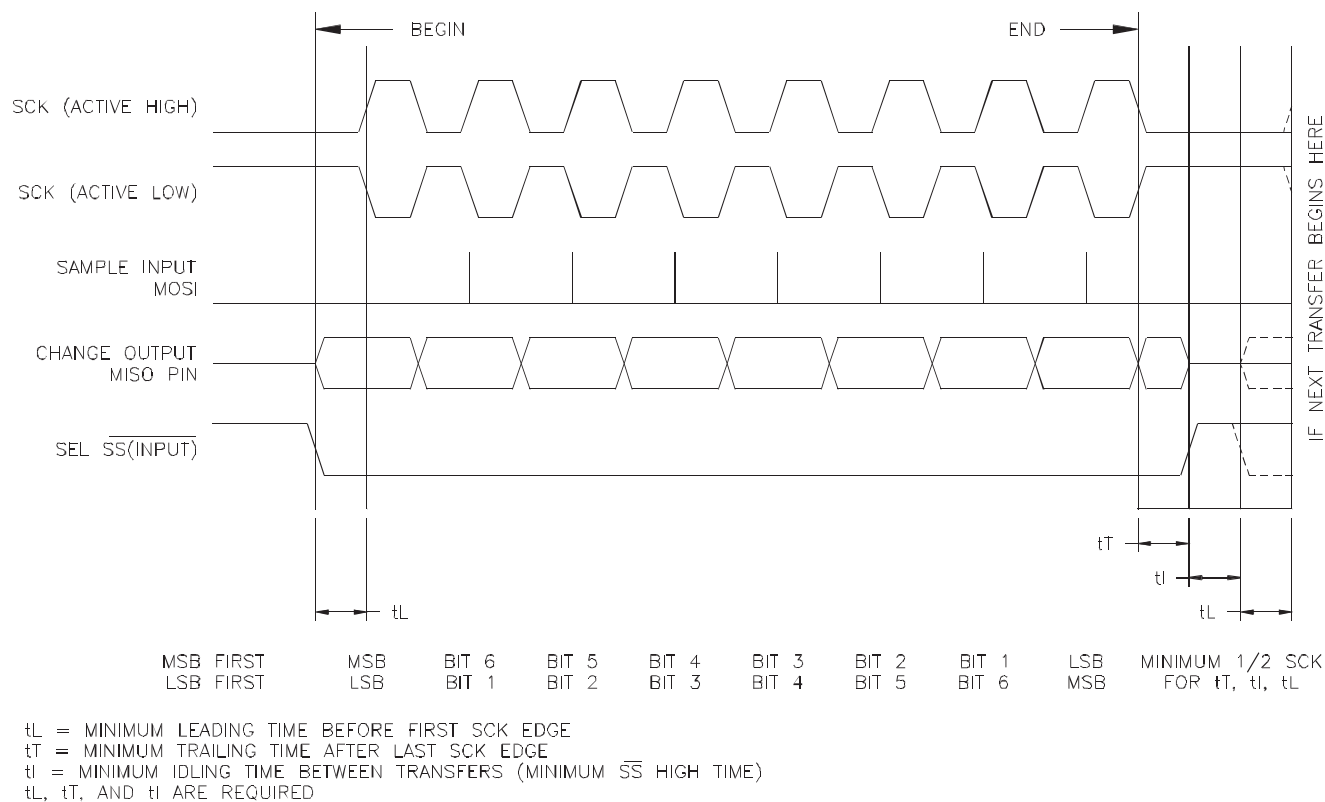 BEGIN
END
SCK (ACTIVE HIGH)
SCK (ACTIVE LOW)
SAMPLE INPUT
MOSI
CHANGE OUTPUT
MISO PIN
SEL SS(INPUT)
IF NEXT TRANSFER BEGINS HERE
tT
tI
tL
tL
MSB FIRST MSB BIT 6 BIT 5 BIT 4 BIT 3 BIT 2 BIT 1 LSB MINIMUM 1/2 SCK
LSB FIRST LSB BIT 1 BIT 2 BIT 3 BIT 4 BIT 5 BIT 6 MSB FOR tT, tI, tL
tL = MINIMUM LEADING TIME BEFORE FIRST SCK EDGE
tT = MINIMUM TRAILING TIME AFTER LAST SCK EDGE
tI = MINIMUM IDLING TIME BETWEEN TRANSFERS (MINIMUM SS HIGH TIME)
tL, tT, AND tI ARE REQUIRED